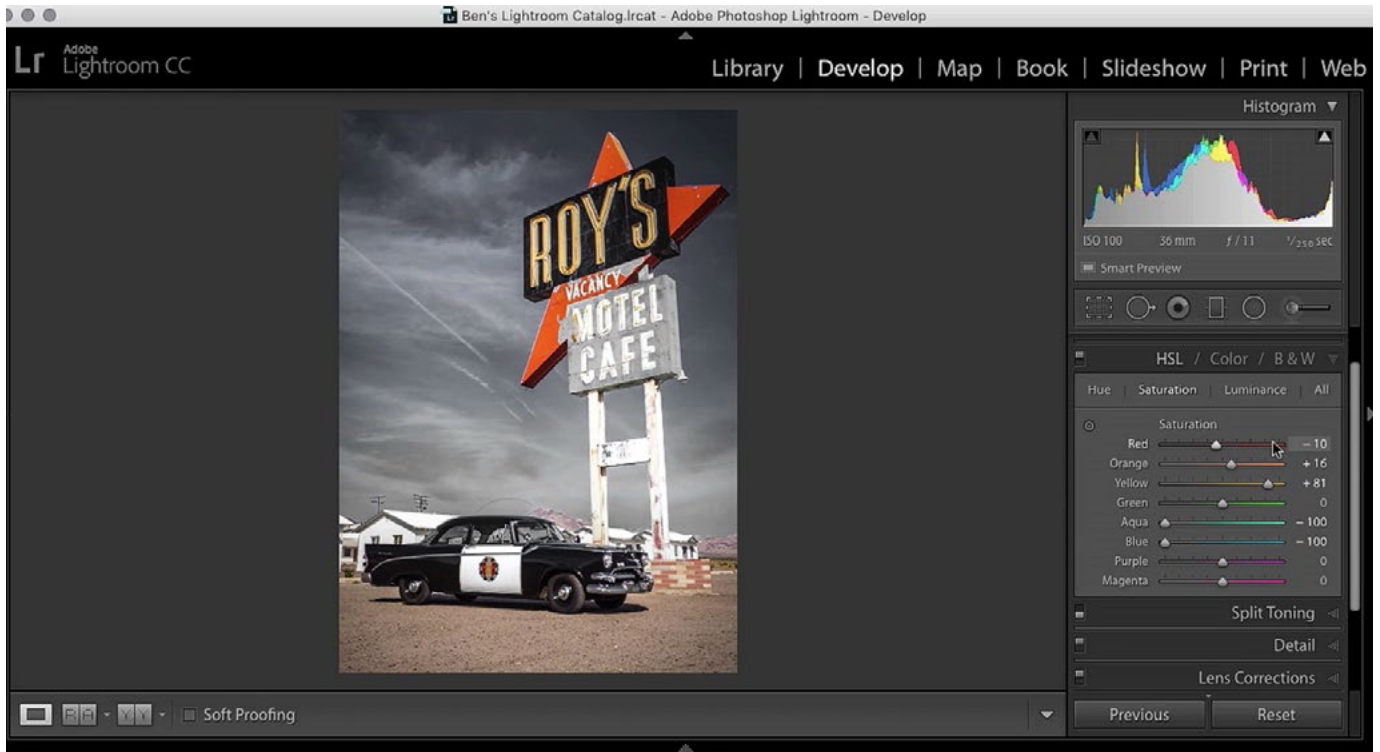 Ben's Lightroom Catalog.lrcat - Adobe Photoshop Lightroom - Develop
Lr Adobe
Lightroom CC
Library | Develop | Map | Book | Slideshow | Print | Web
Histogram
ISO 100 36 mm ƒ / 11 1/250 sec
Smart Preview
ROY'S
VACANCY
MOTEL
CAFE
HSL / Color / B & W
Hue | Saturation | Luminance | All
Saturation
Red - 10
Orange + 16
Yellow + 81
Green 0
Aqua - 100
Blue - 100
Purple 0
Magenta 0
Split Toning
Detail
Lens Corrections
RA YY Soft Proofing
Previous Reset